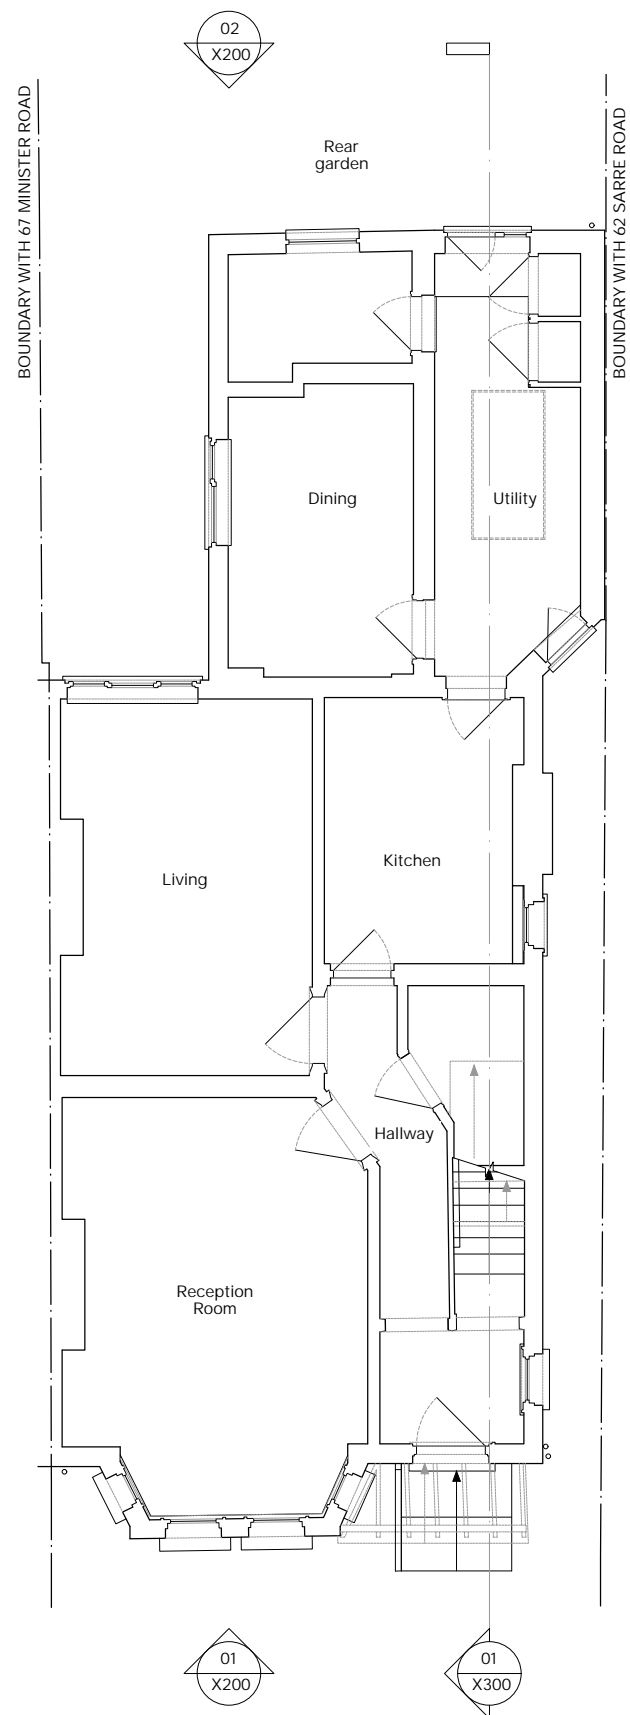 02
X200
BOUNDARY WITH 67 MINISTER ROAD
BOUNDARY WITH 62 SARRE ROAD
Rear
garden
Dining
Utility
Living
Kitchen
Hallway
Reception
Room
01
X200
01
X300